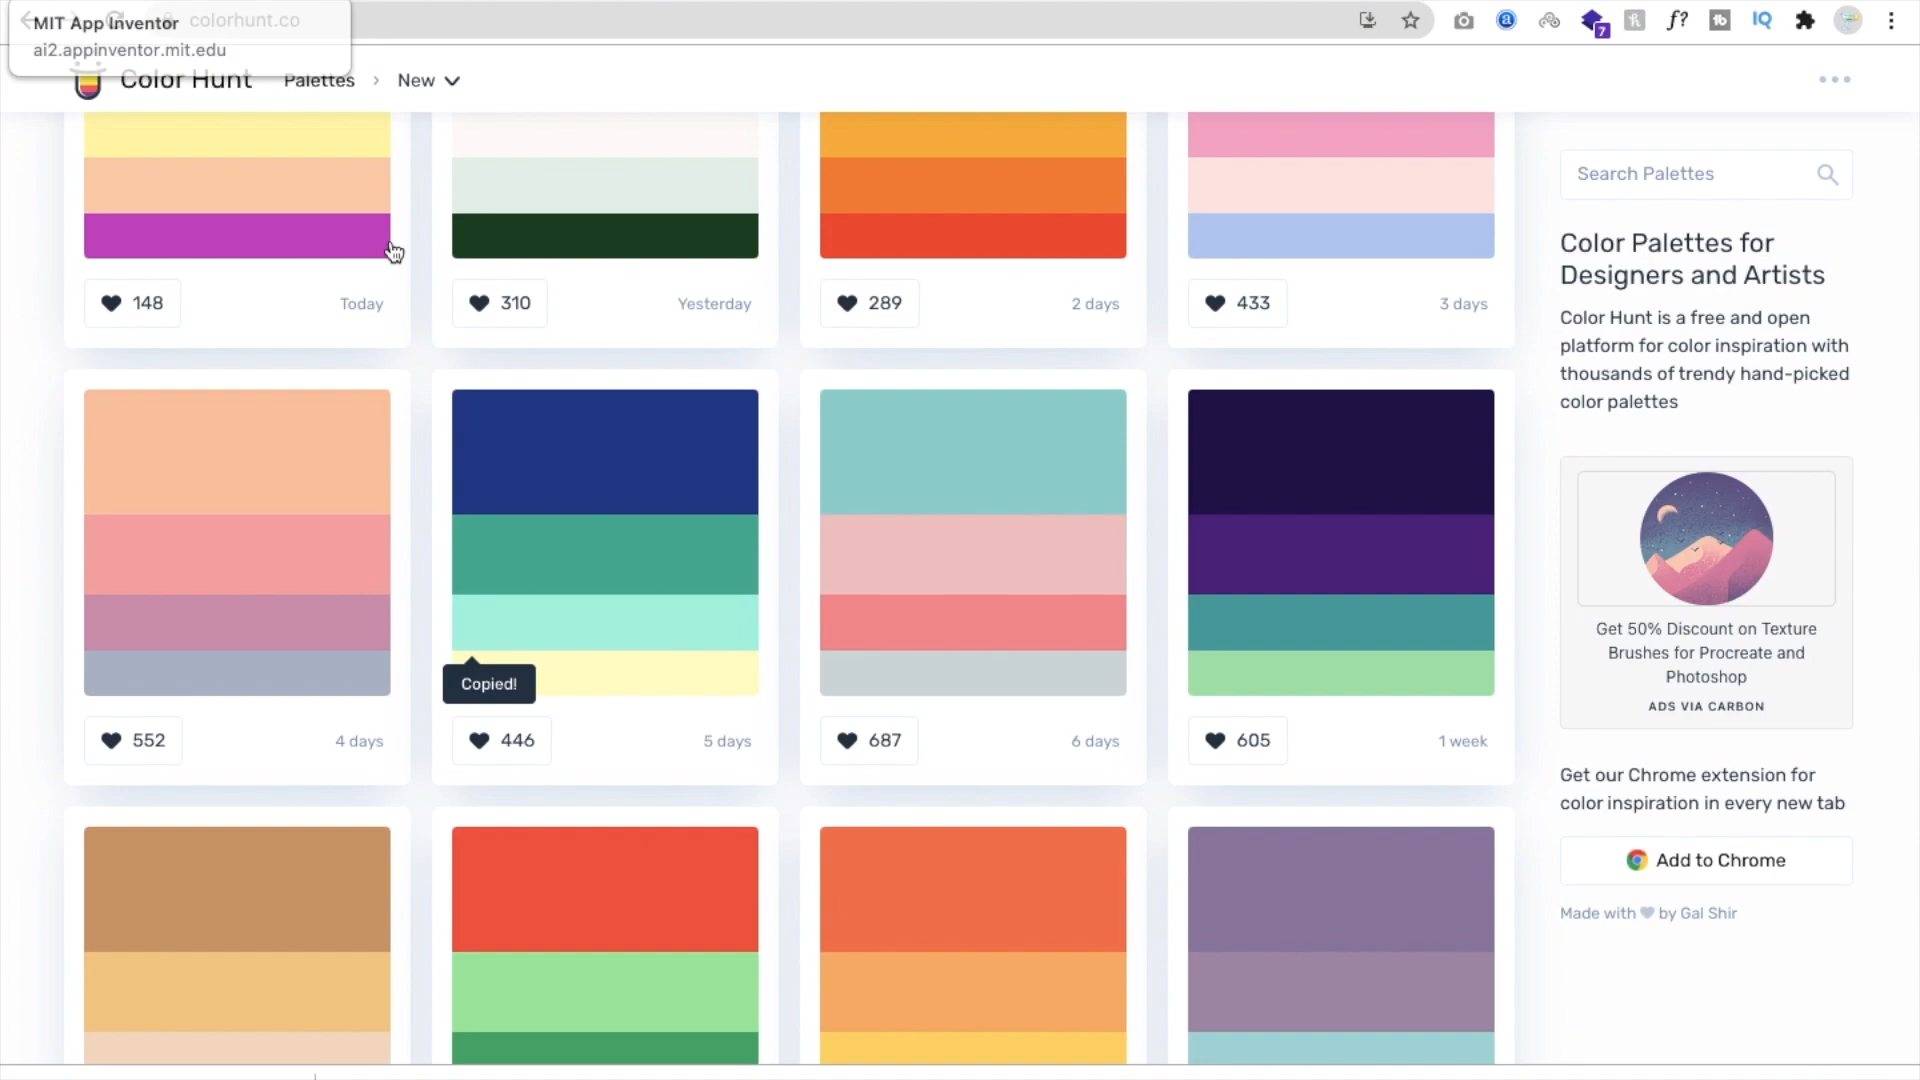 MIT App Inventor
colorhunt.co
ai2.appinventor.mit.edu
Color Hunt
Palettes > New
148
Today
310
Yesterday
289
2 days
433
3 days
552
4 days
Copied!
446
5 days
687
6 days
605
1 week
Search Palettes
Color Palettes for
Designers and Artists
Color Hunt is a free and open
platform for color inspiration with
thousands of trendy hand-picked
color palettes
Get 50% Discount on Texture
Brushes for Procreate and
Photoshop
ADS VIA CARBON
Get our Chrome extension for
color inspiration in every new tab
Add to Chrome
Made with ♥ by Gal Shir
a
7
f?
tb
IQ